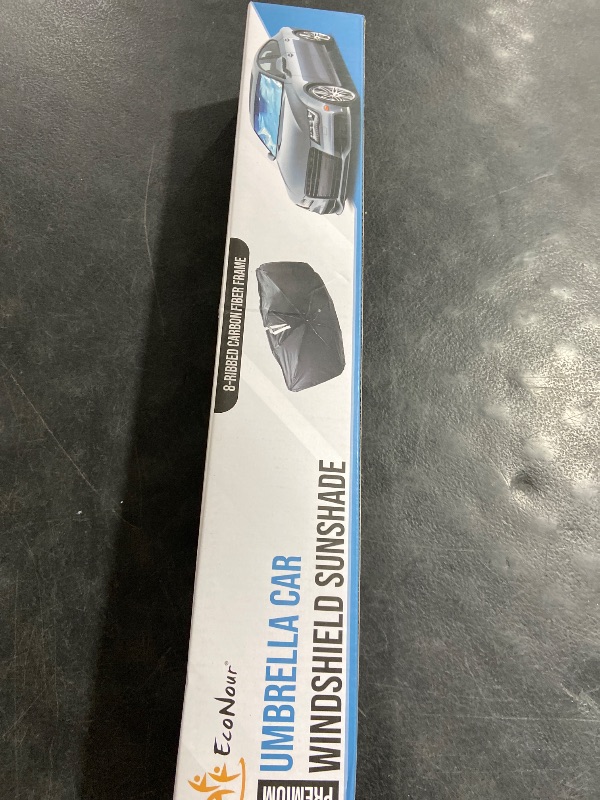 EcoNour®
PREMIUM
UMBRELLA CAR
WINDSHIELD SUNSHADE
8-RIBBED CARBON FIBER FRAME